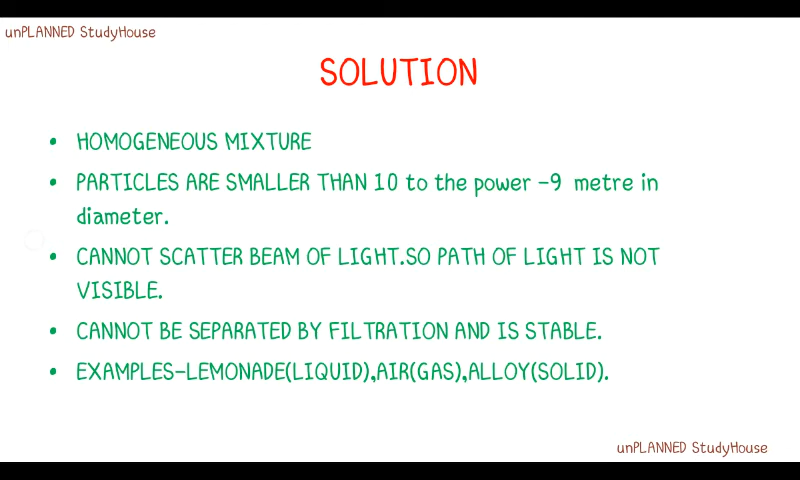 unPLANNED StudyHouse
SOLUTION
• HOMOGENEOUS MIXTURE
• PARTICLES ARE SMALLER THAN 10 to the power -9 metre in
diameter.
• CANNOT SCATTER BEAM OF LIGHT.SO PATH OF LIGHT IS NOT
VISIBLE.
• CANNOT BE SEPARATED BY FILTRATION AND IS STABLE.
• EXAMPLES-LEMONADE(LIQUID),AIR(GAS),ALLOY(SOLID).
unPLANNED StudyHouse